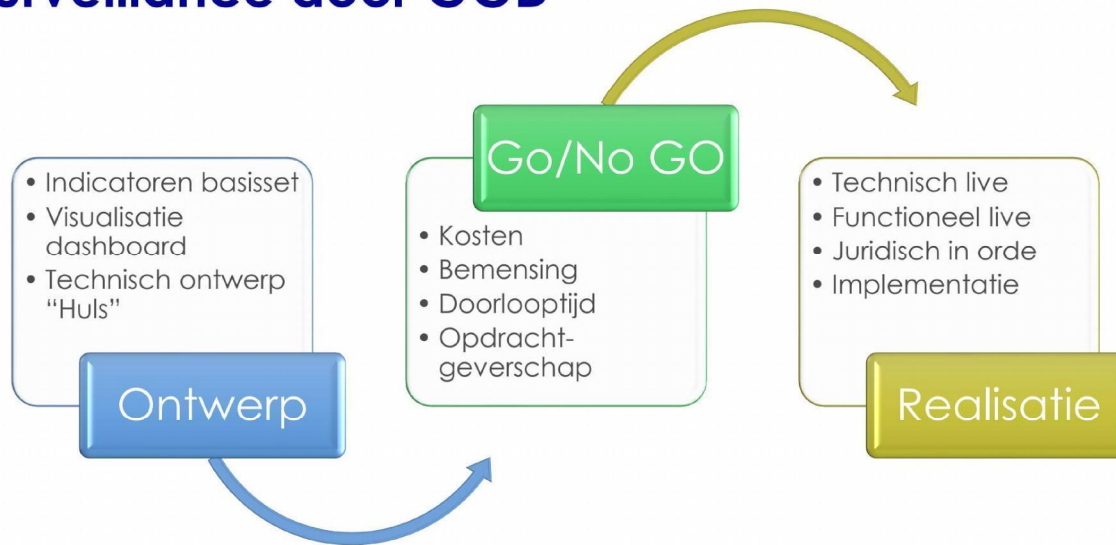 • Indicatoren basisset
• Visualisatie
dashboard
• Technisch ontwerp
“Huls”
Ontwerp
Go/No GO
• Kosten
• Bemensing
• Doorlooptijd
• Opdracht-
geverschap
• Technisch live
• Functioneel live
• Juridisch in orde
• Implementatie
Realisatie